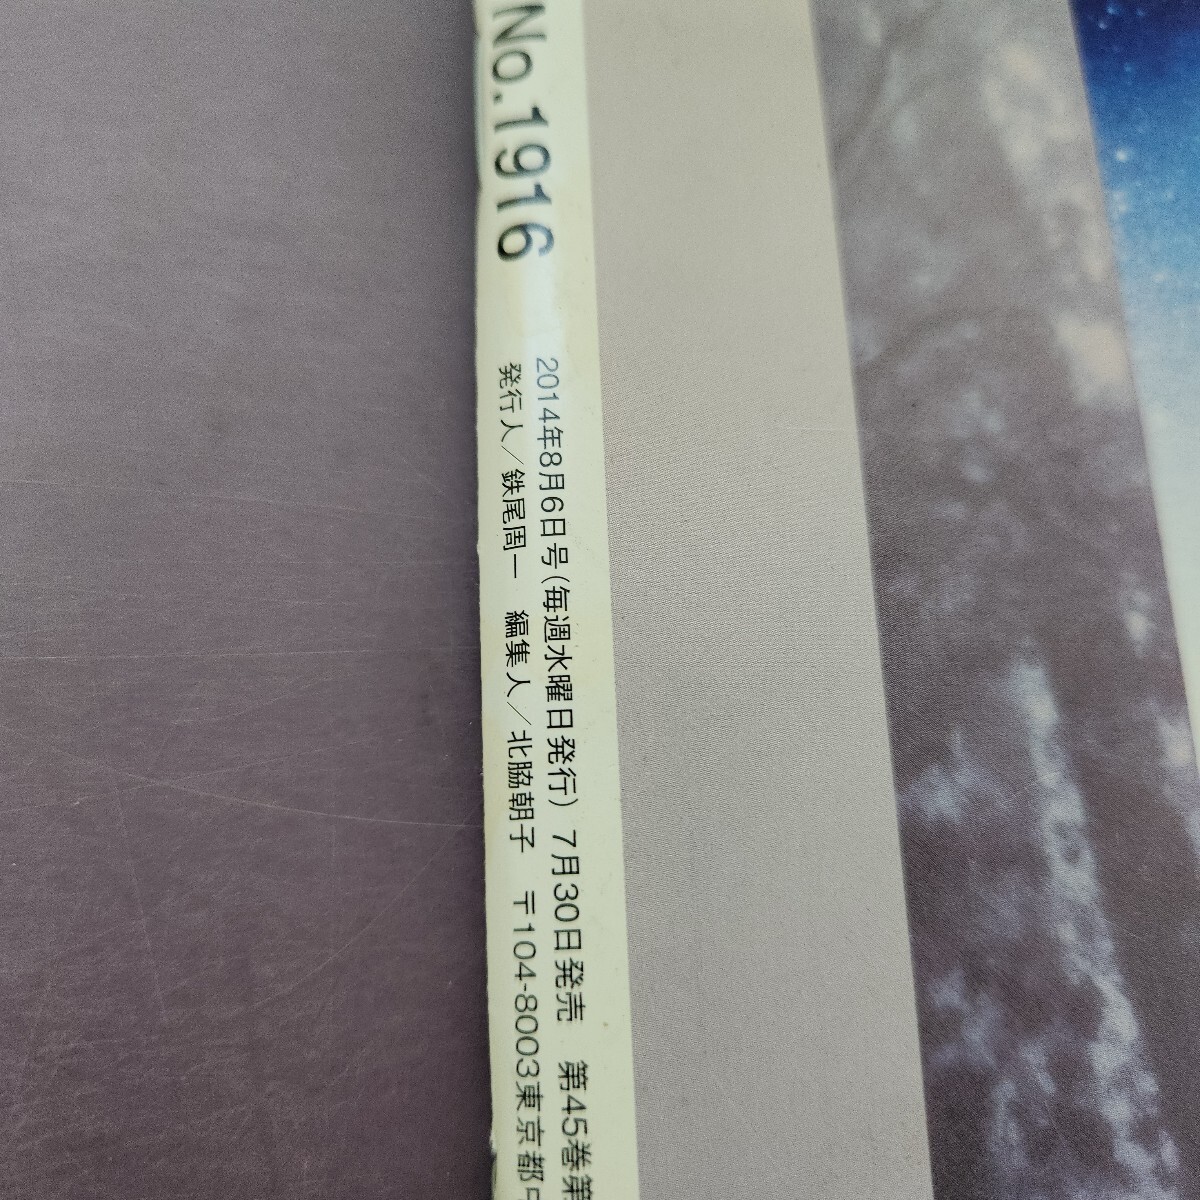 No.1916
2014年8月6日号(毎週水曜日発行) 7月30日発売 第45巻第
発行人／鉄尾周一 編集人／北脇朝子 〒104-8003東京都中